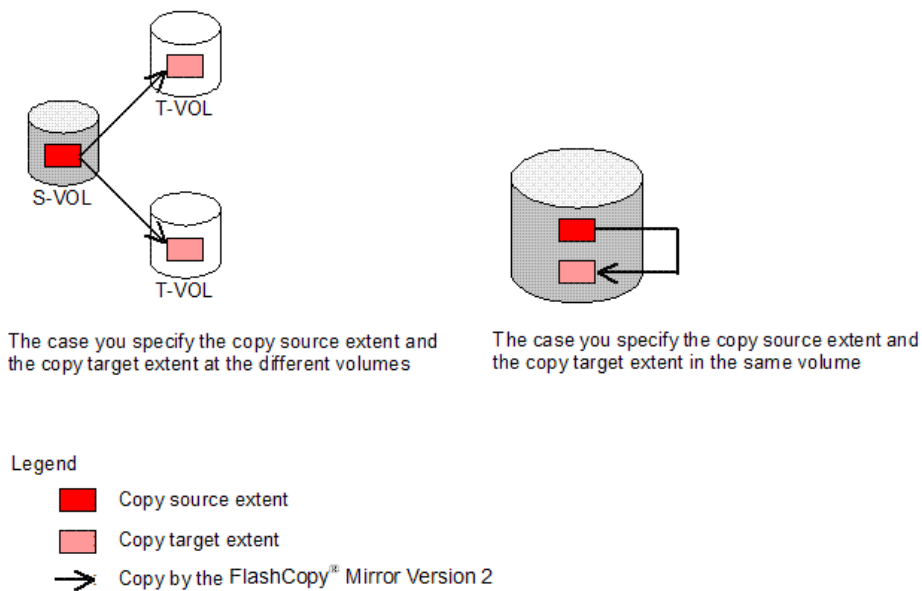 T-VOL
S-VOL
T-VOL
The case you specify the copy source extent and
the copy target extent at the different volumes
The case you specify the copy source extent and
the copy target extent in the same volume
Legend
Copy source extent
Copy target extent
Copy by the FlashCopy® Mirror Version 2